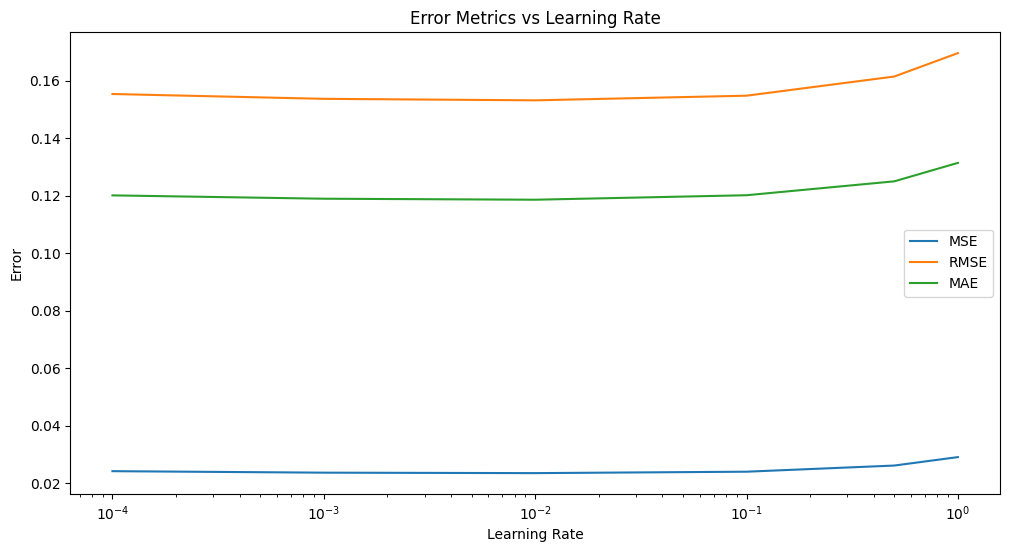 Error Metrics vs Learning Rate
0.16
0.14
0.12
0.10
0.08
0.06
0.04
0.02
Error
MSE
RMSE
MAE
10⁻⁴ 10⁻³ 10⁻² 10⁻¹ 10⁰
Learning Rate